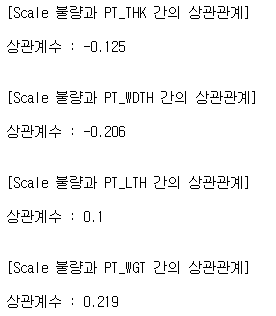 [Scale 불량과 PT_THK 간의 상관관계]
상관계수 : -0.125
[Scale 불량과 PT_WDTH 간의 상관관계]
상관계수 : -0.206
[Scale 불량과 PT_LTH 간의 상관관계]
상관계수 : 0.1
[Scale 불량과 PT_WGT 간의 상관관계]
상관계수 : 0.219